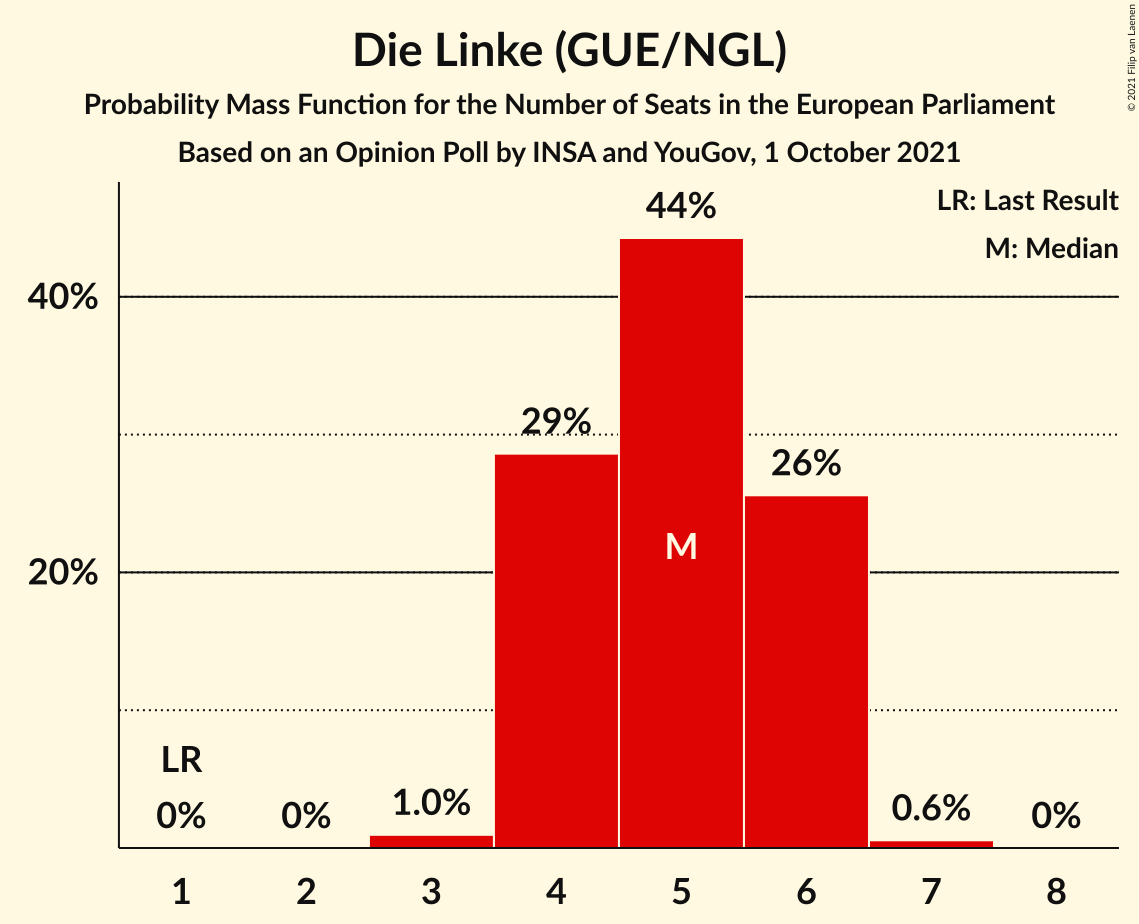 Die Linke (GUE/NGL)
Probability Mass Function for the Number of Seats in the European Parliament
Based on an Opinion Poll by INSA and YouGov, 1 October 2021
© 2021 Filip van Laenen
LR: Last Result
M: Median
44%
40%
29%
26%
M
20%
LR
0%
0%
1.0%
0.6%
0%
1
2
3
4
5
6
7
8